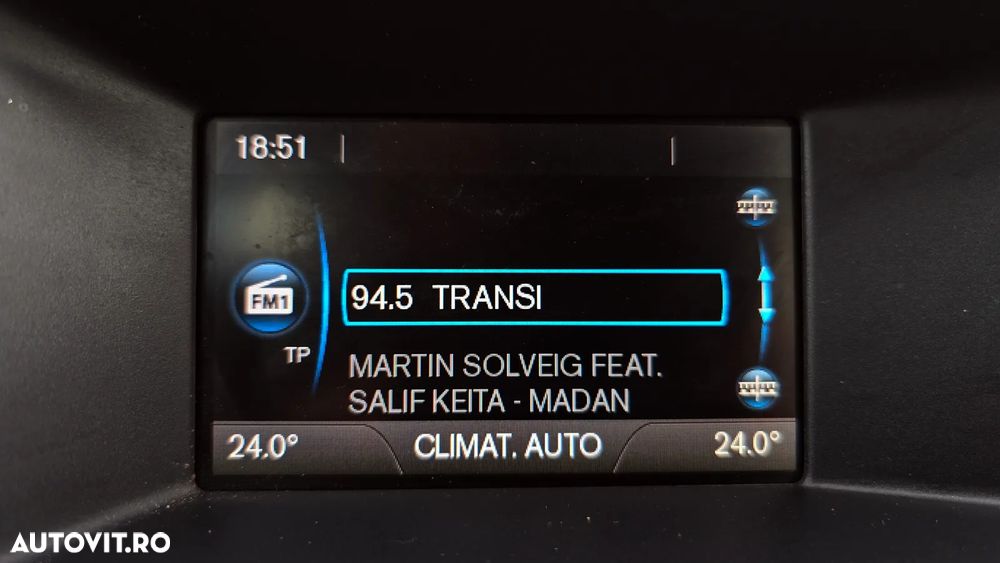 18:51
FM1
94.5 TRANSI
TP
MARTIN SOLVEIG FEAT.
SALIF KEITA - MADAN
24.0° CLIMAT. AUTO 24.0°
AUTOVIT.RO